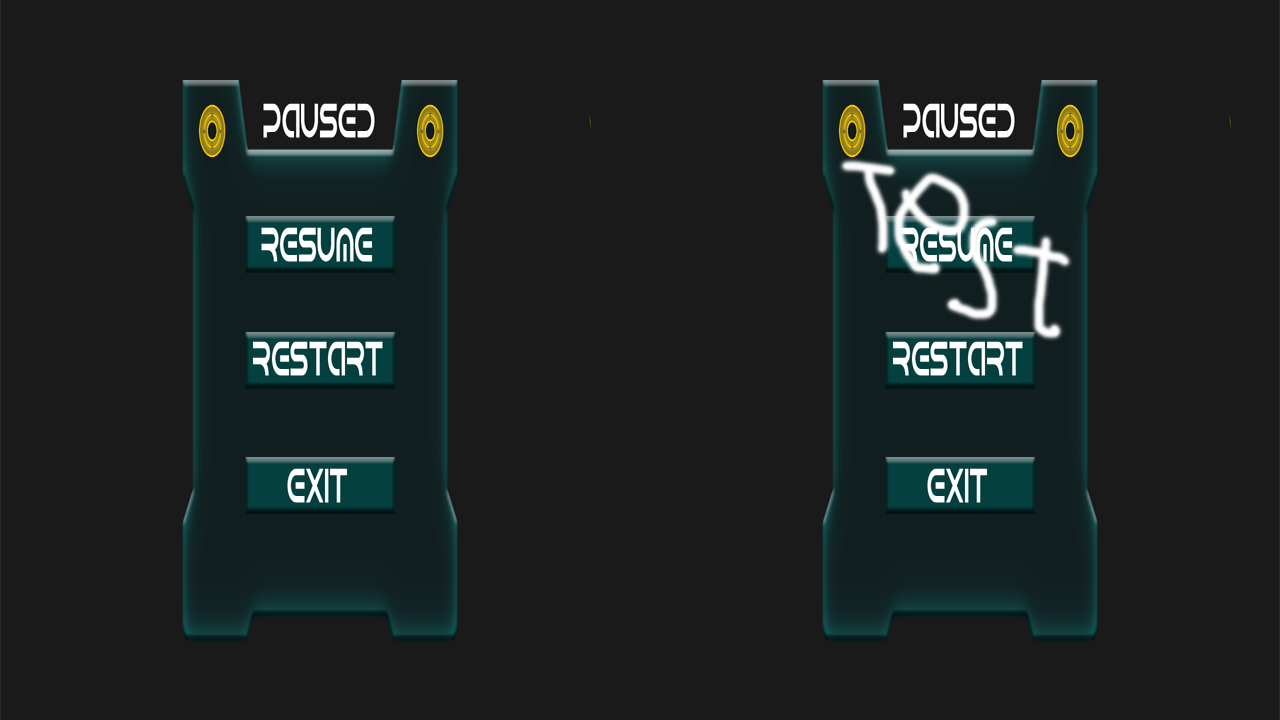 PAUSED
RESUME
RESTART
EXIT
PAUSED
Test
RESUME
RESTART
EXIT